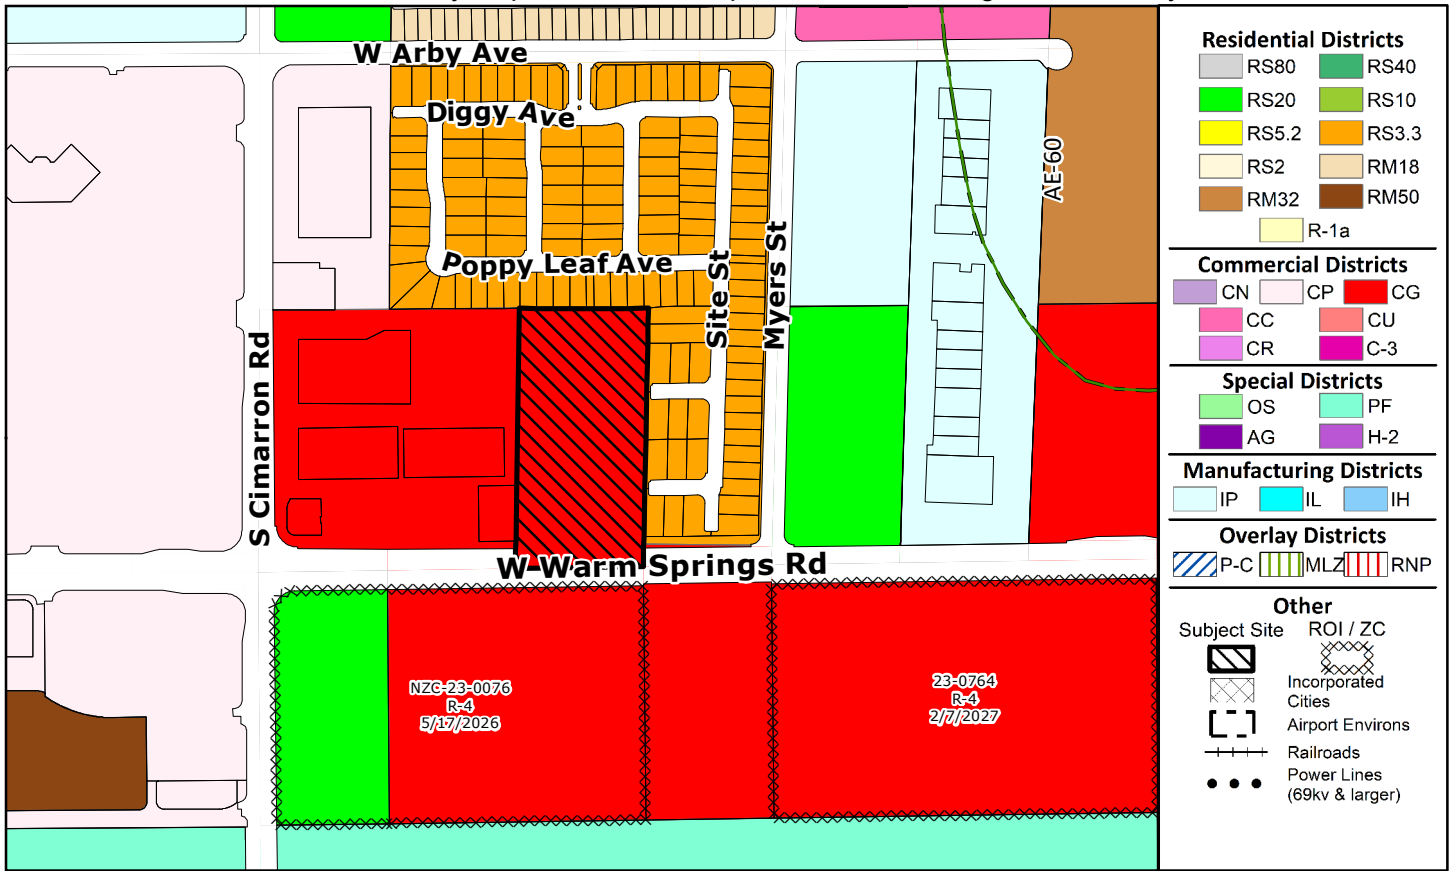 W Arby Ave
Diggy Ave
Poppy Leaf Ave
Site St
Myers St
AE-60
S Cimarron Rd
W Warm Springs Rd
NZC-23-0076
R-4
5/17/2026
23-0764
R-4
2/7/2027
Residential Districts
RS80 RS40
RS20 RS10
RS5.2 RS3.3
RS2 RM18
RM32 RM50
R-1a
Commercial Districts
CN CP CG
CC CU
CR C-3
Special Districts
OS PF
AG H-2
Manufacturing Districts
IP IL IH
Overlay Districts
P-C MLZ RNP
Other
Subject Site ROI / ZC
Incorporated
Cities
Airport Environs
Railroads
Power Lines
(69kv & larger)